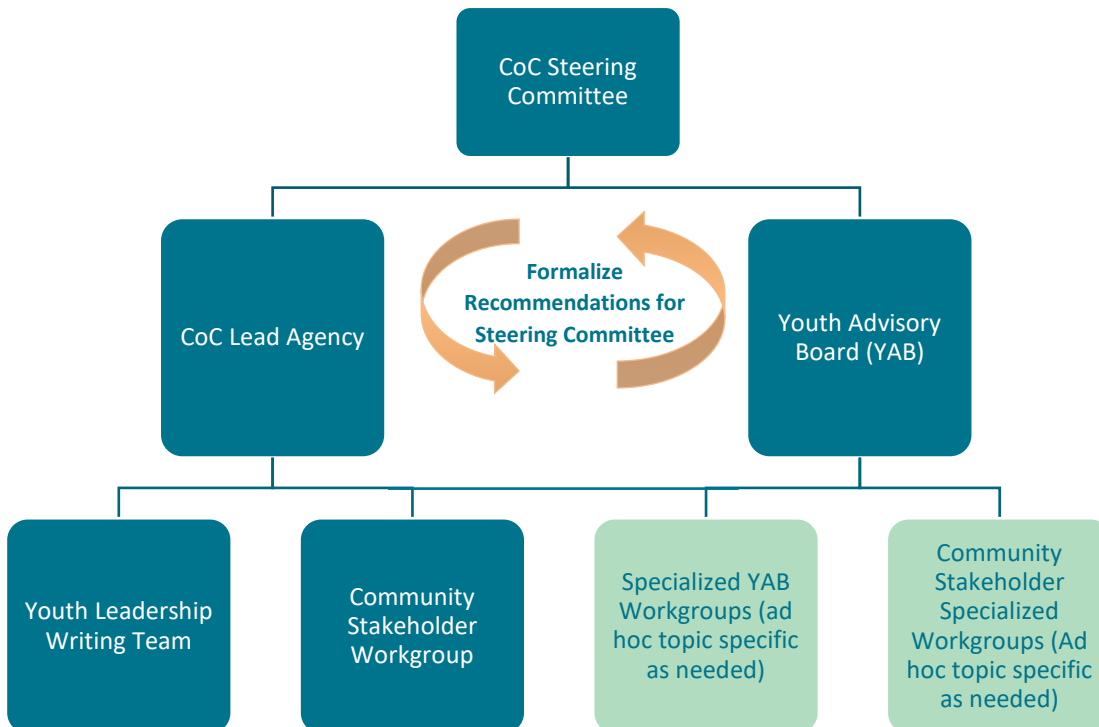 CoC Steering
Committee
CoC Lead Agency
Formalize
Recommendations for
Steering Committee
Youth Advisory
Board (YAB)
Youth Leadership
Writing Team
Community
Stakeholder
Workgroup
Specialized YAB
Workgroups (ad
hoc topic specific
as needed)
Community
Stakeholder
Specialized
Workgroups (Ad
hoc topic specific
as needed)